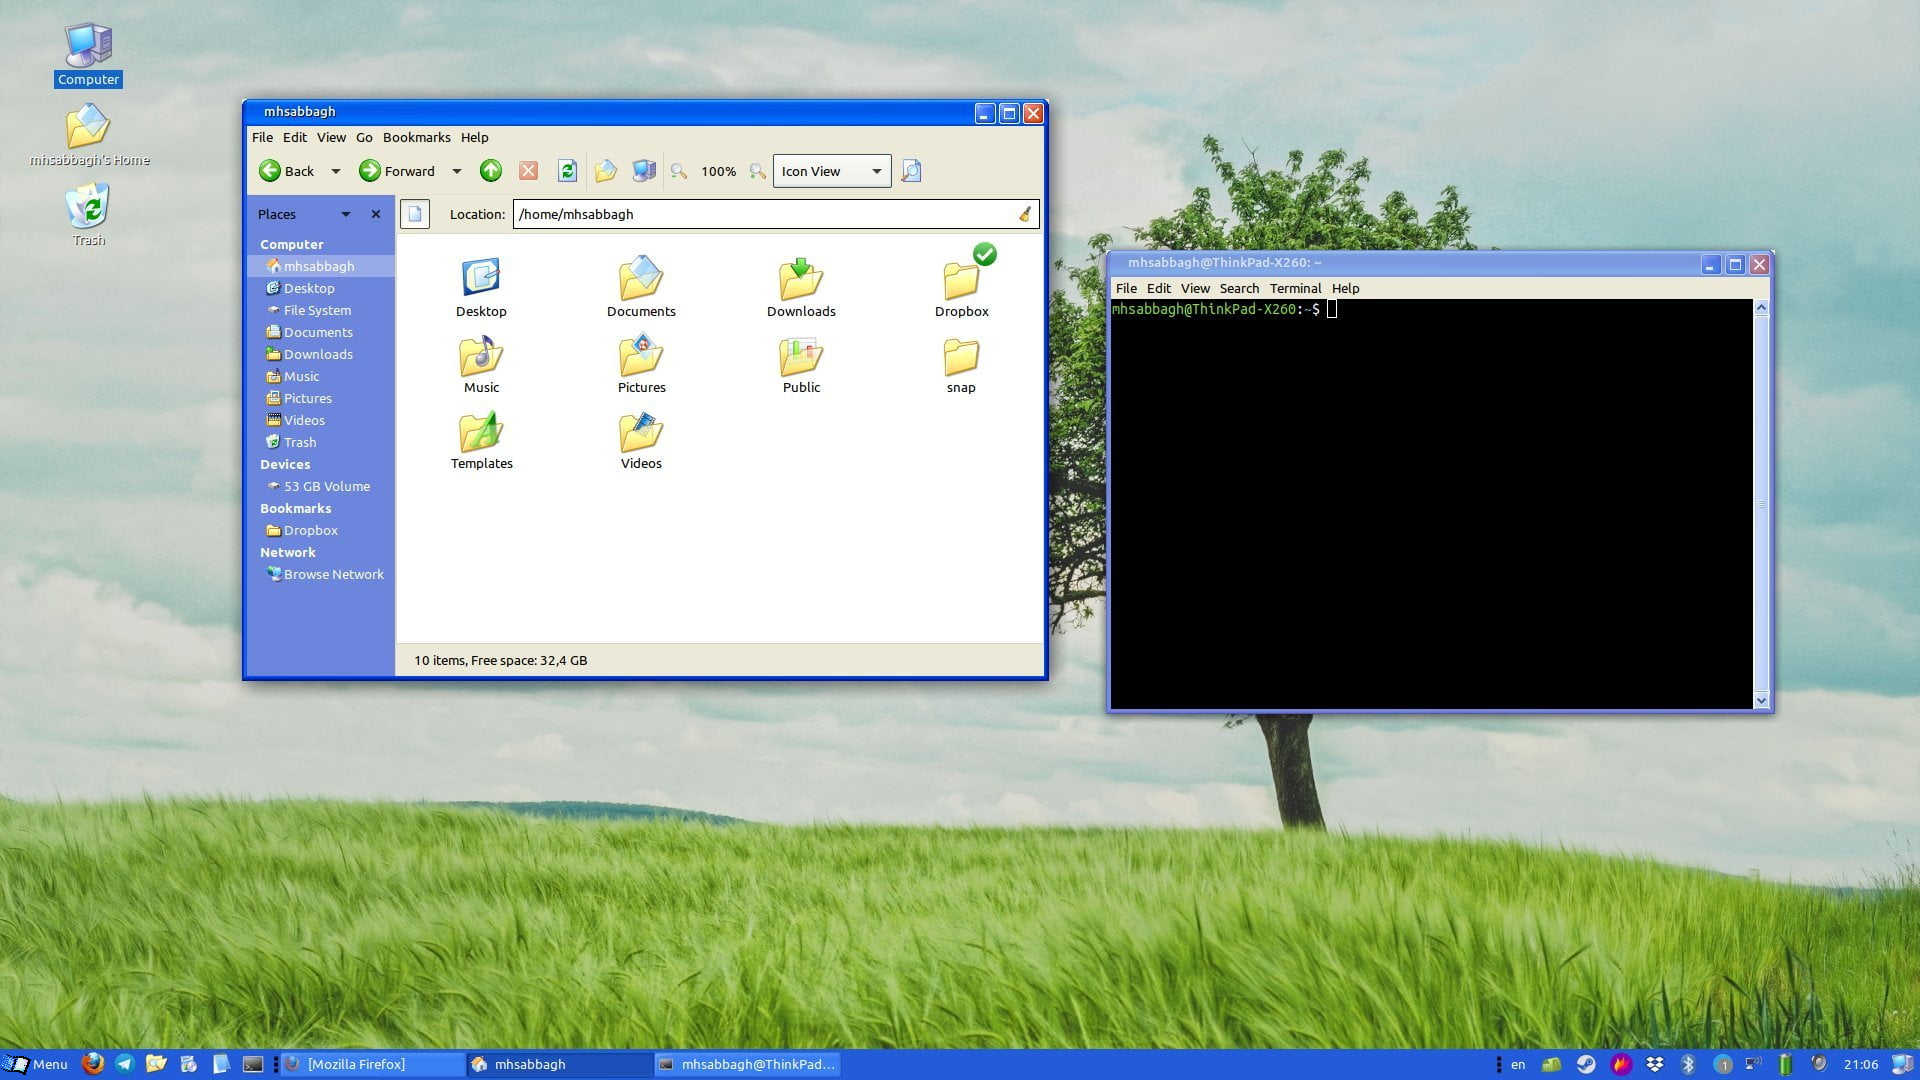 Computer
mhsabbagh's Home
Trash
mhsabbagh
File Edit View Go Bookmarks Help
Back Forward 100% Icon View
Places
Location: /home/mhsabbagh
Computer
mhsabbagh
Desktop
File System
Documents
Downloads
Music
Pictures
Videos
Trash
Devices
53 GB Volume
Bookmarks
Dropbox
Network
Browse Network
Desktop Documents Downloads Dropbox
Music Pictures Public snap
Templates Videos
10 items, Free space: 32,4 GB
mhsabbagh@ThinkPad-X260: ~
File Edit View Search Terminal Help
mhsabbagh@ThinkPad-X260:~$
Menu [Mozilla Firefox] mhsabbagh mhsabbagh@ThinkPad... en 1 21:06